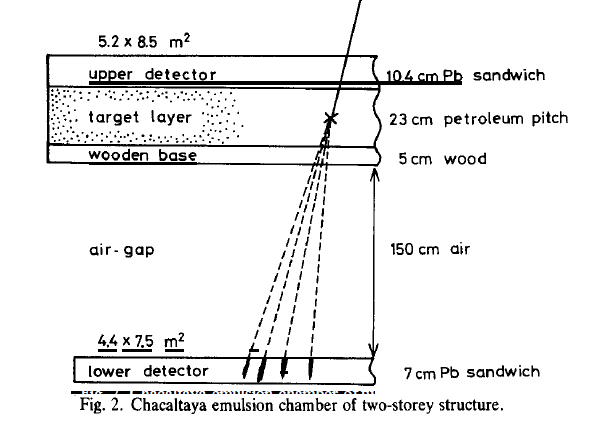 5.2 x 8.5 m²
upper detector
10.4 cm Pb sandwich
target layer
23 cm petroleum pitch
wooden base
5 cm wood
air-gap
150 cm air
4.4 x 7.5 m²
lower detector
7 cm Pb sandwich
Fig. 2. Chacaltaya emulsion chamber of two-storey structure.